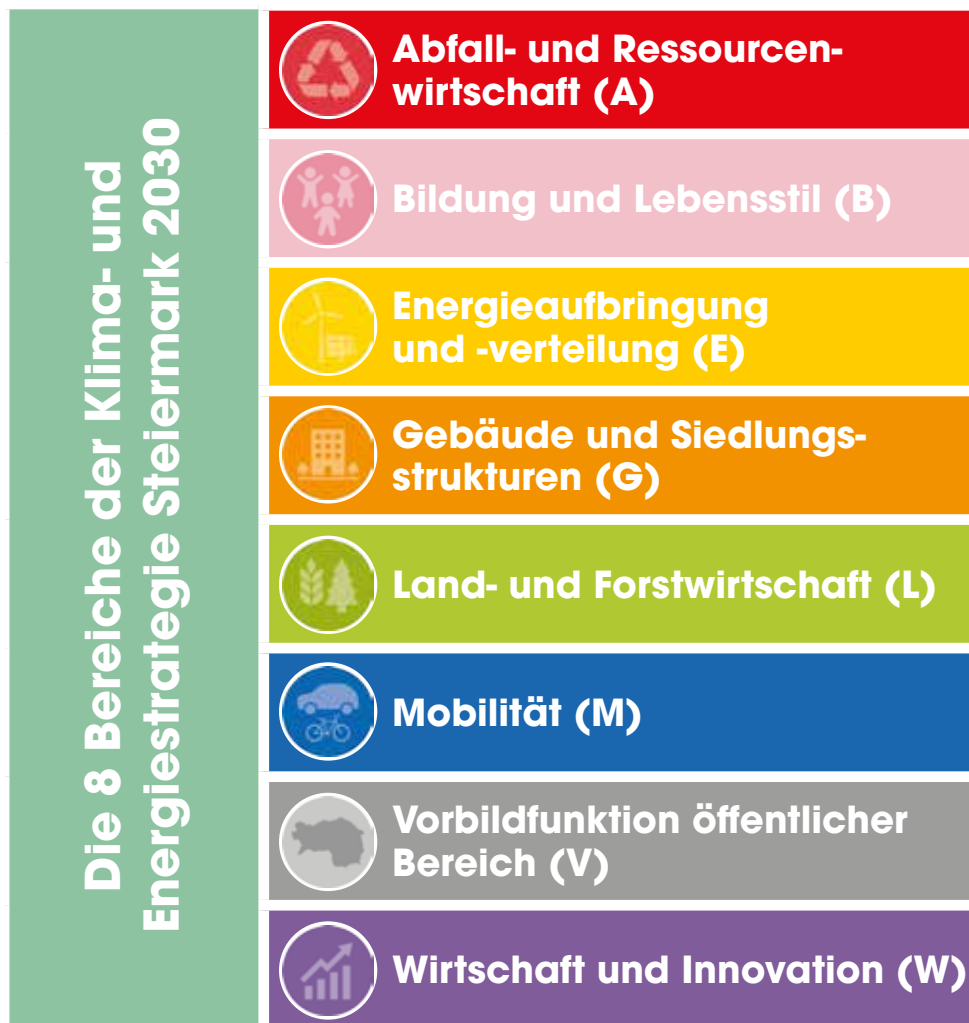 Die 8 Bereiche der Klima- und
Energiestrategie Steiermark 2030
Abfall- und Ressourcen-
wirtschaft (A)
Bildung und Lebensstil (B)
Energieaufbringung
und -verteilung (E)
Gebäude und Siedlungs-
strukturen (G)
Land- und Forstwirtschaft (L)
Mobilität (M)
Vorbildfunktion öffentlicher
Bereich (V)
Wirtschaft und Innovation (W)